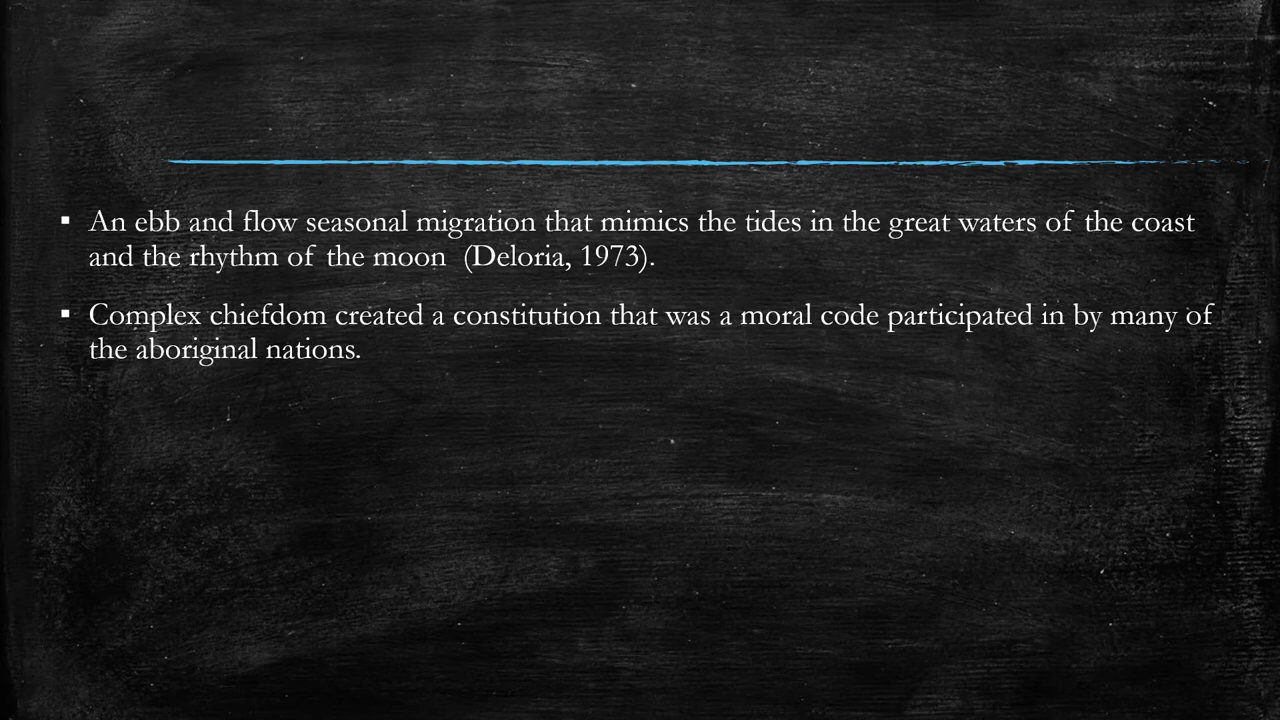 ▪ An ebb and flow seasonal migration that mimics the tides in the great waters of the coast
and the rhythm of the moon  (Deloria, 1973).
▪ Complex chiefdom created a constitution that was a moral code participated in by many of
the aboriginal nations.